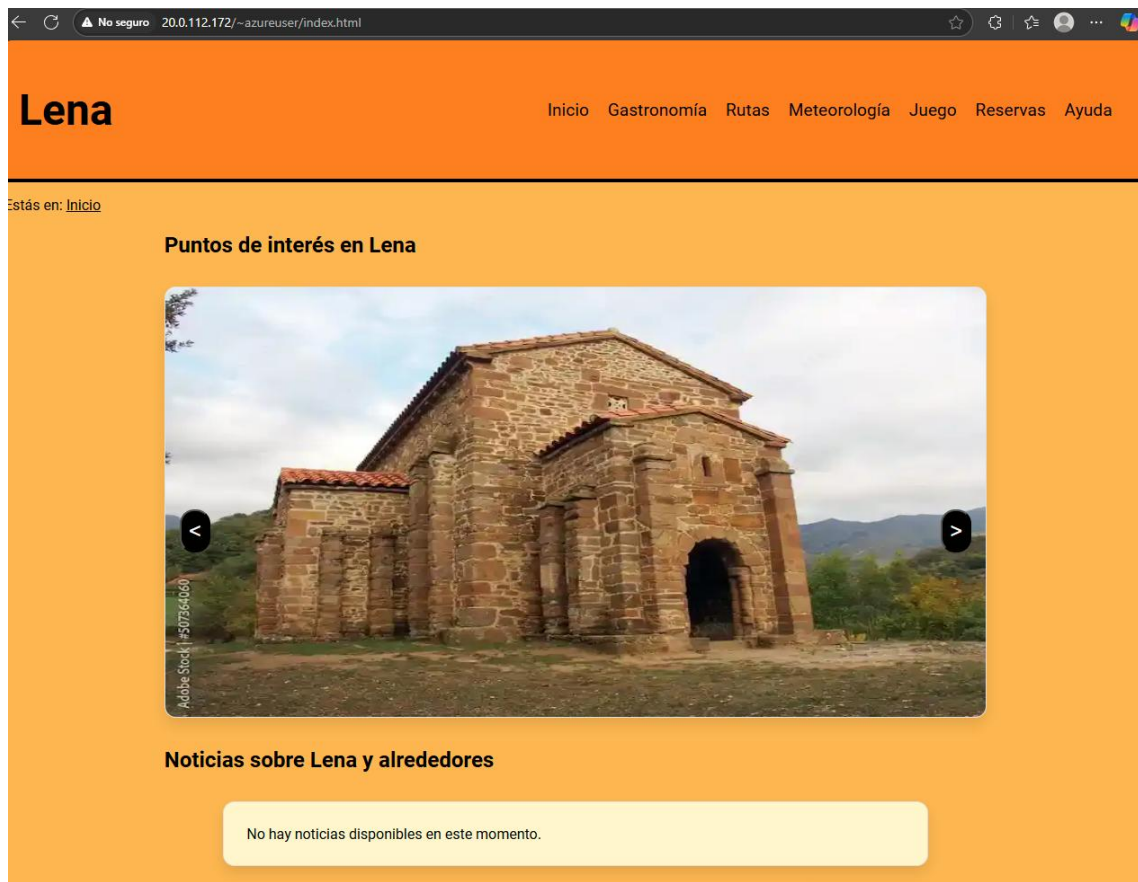 No seguro 20.0.112.172/~azureuser/index.html
Lena
Inicio Gastronomía Rutas Meteorología Juego Reservas Ayuda
Estás en: Inicio
Puntos de interés en Lena
< >
Adobe Stock | #507364060
Noticias sobre Lena y alrededores
No hay noticias disponibles en este momento.